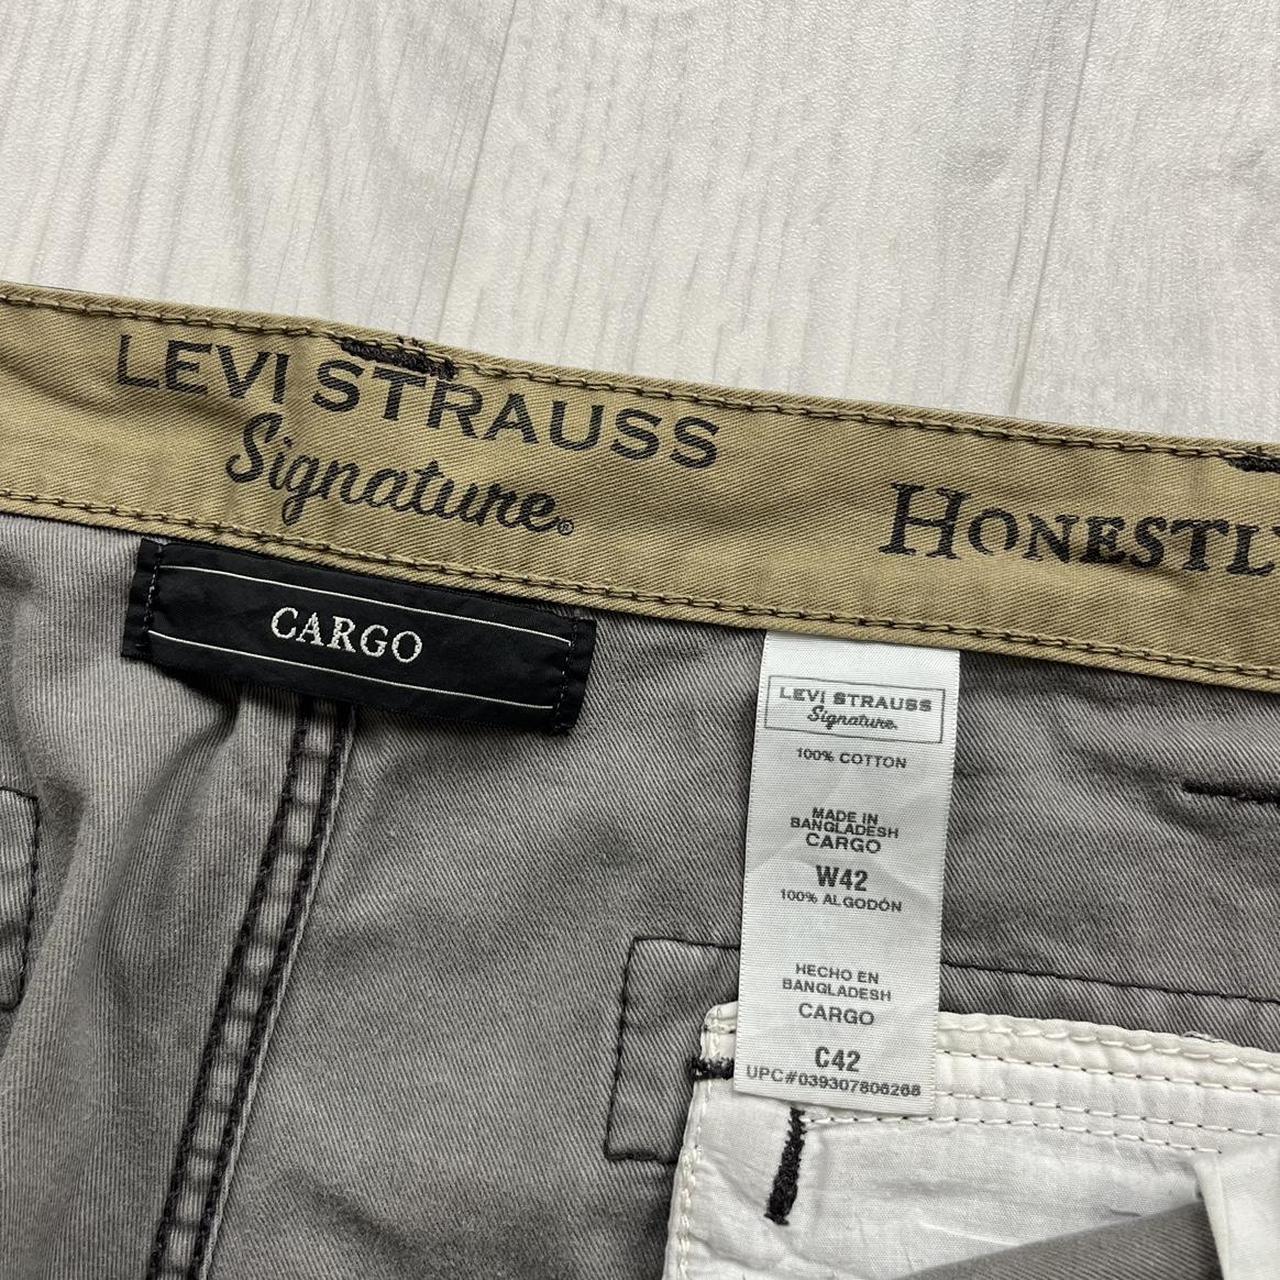 LEVI STRAUSS
Signature®
HONESTLY
CARGO
LEVI STRAUSS
Signature
100% COTTON
MADE IN
BANGLADESH
CARGO
W42
100% ALGODÓN
HECHO EN
BANGLADESH
CARGO
C42
UPC#039307806268